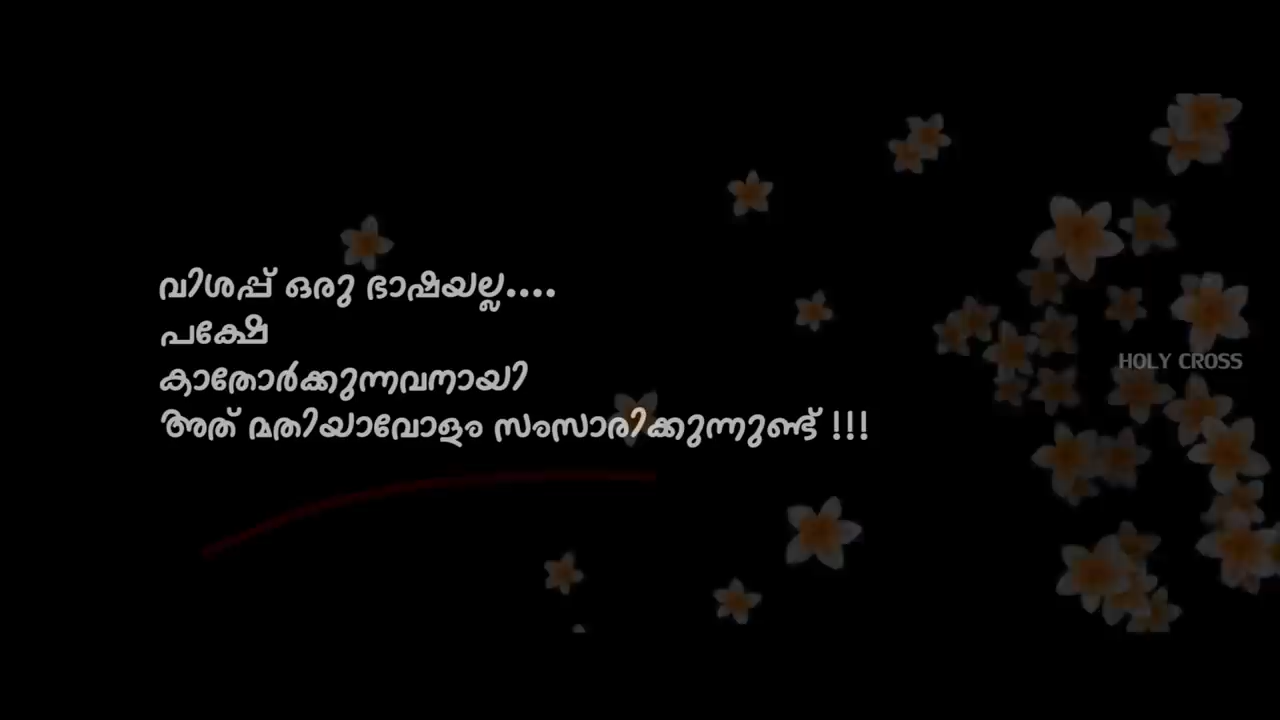 വിശപ്പ് ഒരു ഭാഷയല്ല....
പക്ഷേ
കാതോർക്കുന്നവനായി
അത് മതിയാവോളം സംസാരിക്കുന്നുണ്ട് !!!
HOLY CROSS